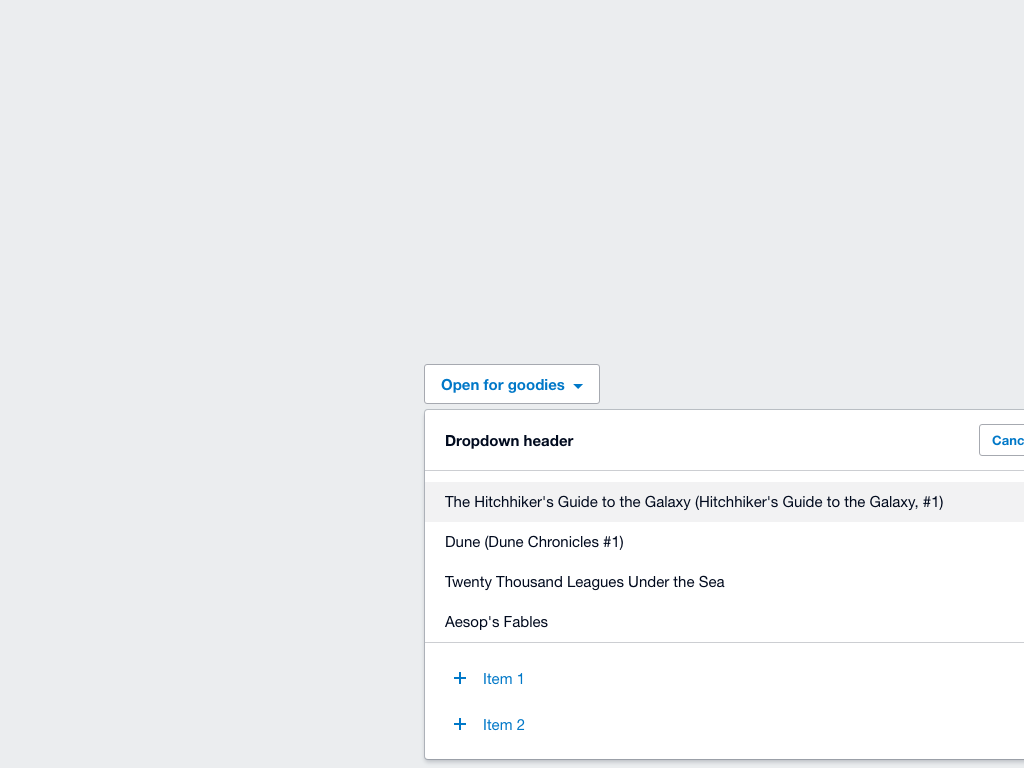 Open for goodies
Dropdown header
Canc
The Hitchhiker's Guide to the Galaxy (Hitchhiker's Guide to the Galaxy, #1)
Dune (Dune Chronicles #1)
Twenty Thousand Leagues Under the Sea
Aesop's Fables
Item 1
Item 2